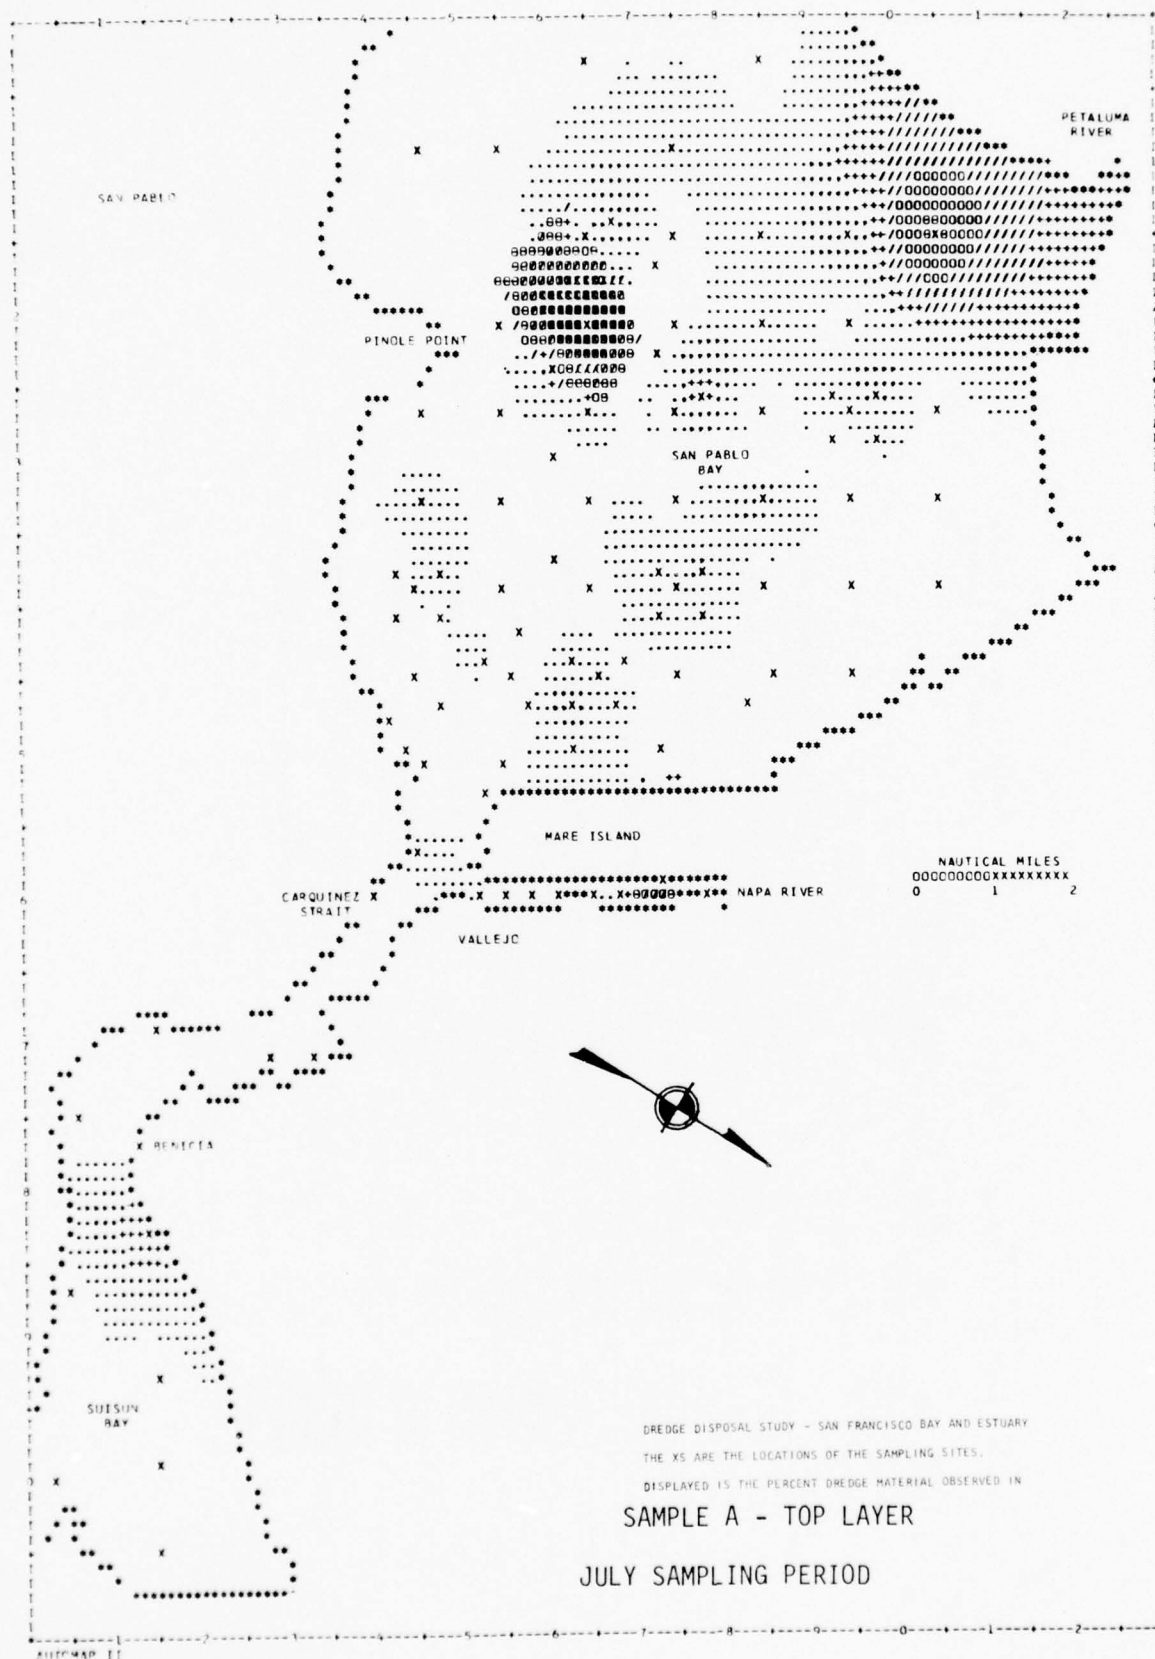 PETALUMA
RIVER
SAN PABLO
PINOLE POINT
SAN PABLO
BAY
MARE ISLAND
NAUTICAL MILES
0 1 2
CARQUINEZ
STRAIT
NAPA RIVER
VALLEJO
BENICIA
SUISUN
BAY
DREDGE DISPOSAL STUDY - SAN FRANCISCO BAY AND ESTUARY
THE XS ARE THE LOCATIONS OF THE SAMPLING SITES.
DISPLAYED IS THE PERCENT DREDGE MATERIAL OBSERVED IN
SAMPLE A - TOP LAYER
JULY SAMPLING PERIOD
AUTOMAP II